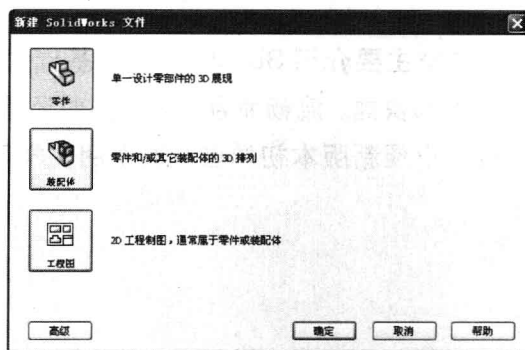 新建 SolidWorks 文件
零件
单一设计零部件的 3D 展现
装配体
零件和/或其它装配体的 3D 排列
工程图
2D 工程制图，通常属于零件或装配体
高级
确定
取消
帮助